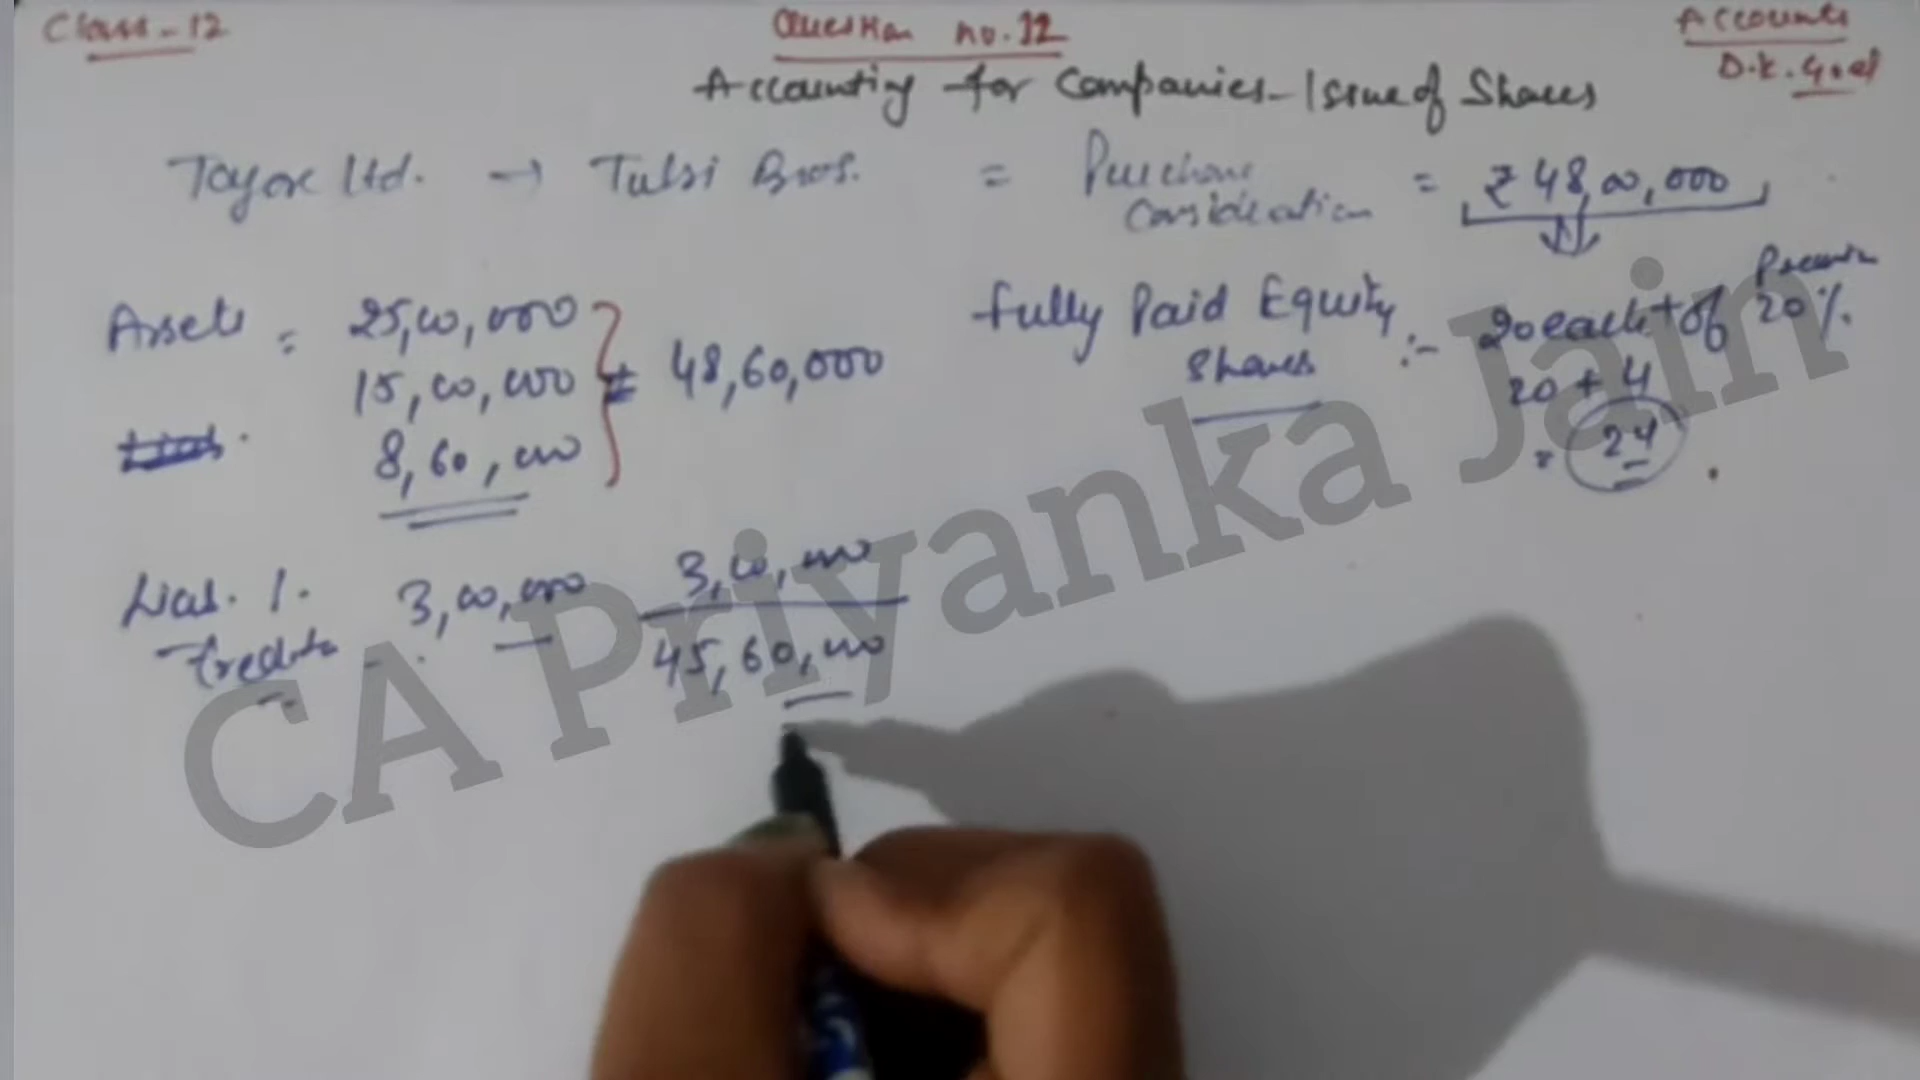 Class-12
Question no. 12
Accounts
D.K. Goel
Accounting for Companies - Issue of Shares
Tayor Ltd. → Tulsi Bros. = Purchase Consideration = ₹ 48,00,000
Assets = 25,00,000
15,00,000 = 48,60,000
8,60,000
Fully Paid Equity Shares :- 20 each + of Premium 20%.
20 + 4
= 24
Liab. 1. 3,00,000 3,00,000
45,60,000
CA Priyanka Jain